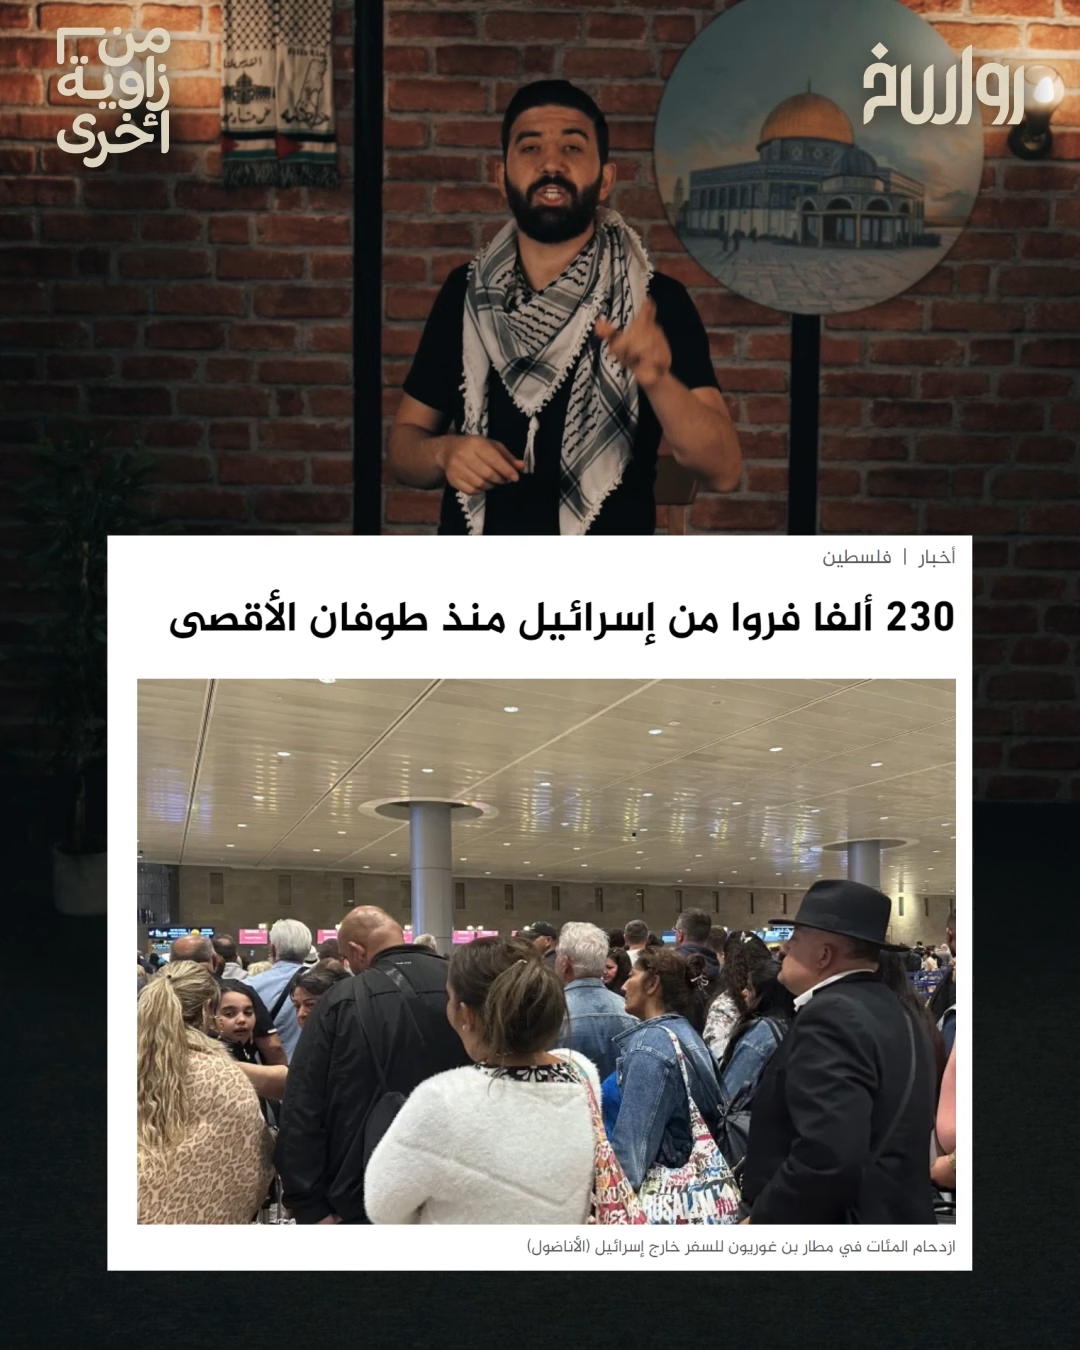 من
زاوية
أخرى
رواسخ
أخبار | فلسطين
230 ألفا فروا من إسرائيل منذ طوفان الأقصى
ازدحام المئات في مطار بن غوريون للسفر خارج إسرائيل (الأناضول)